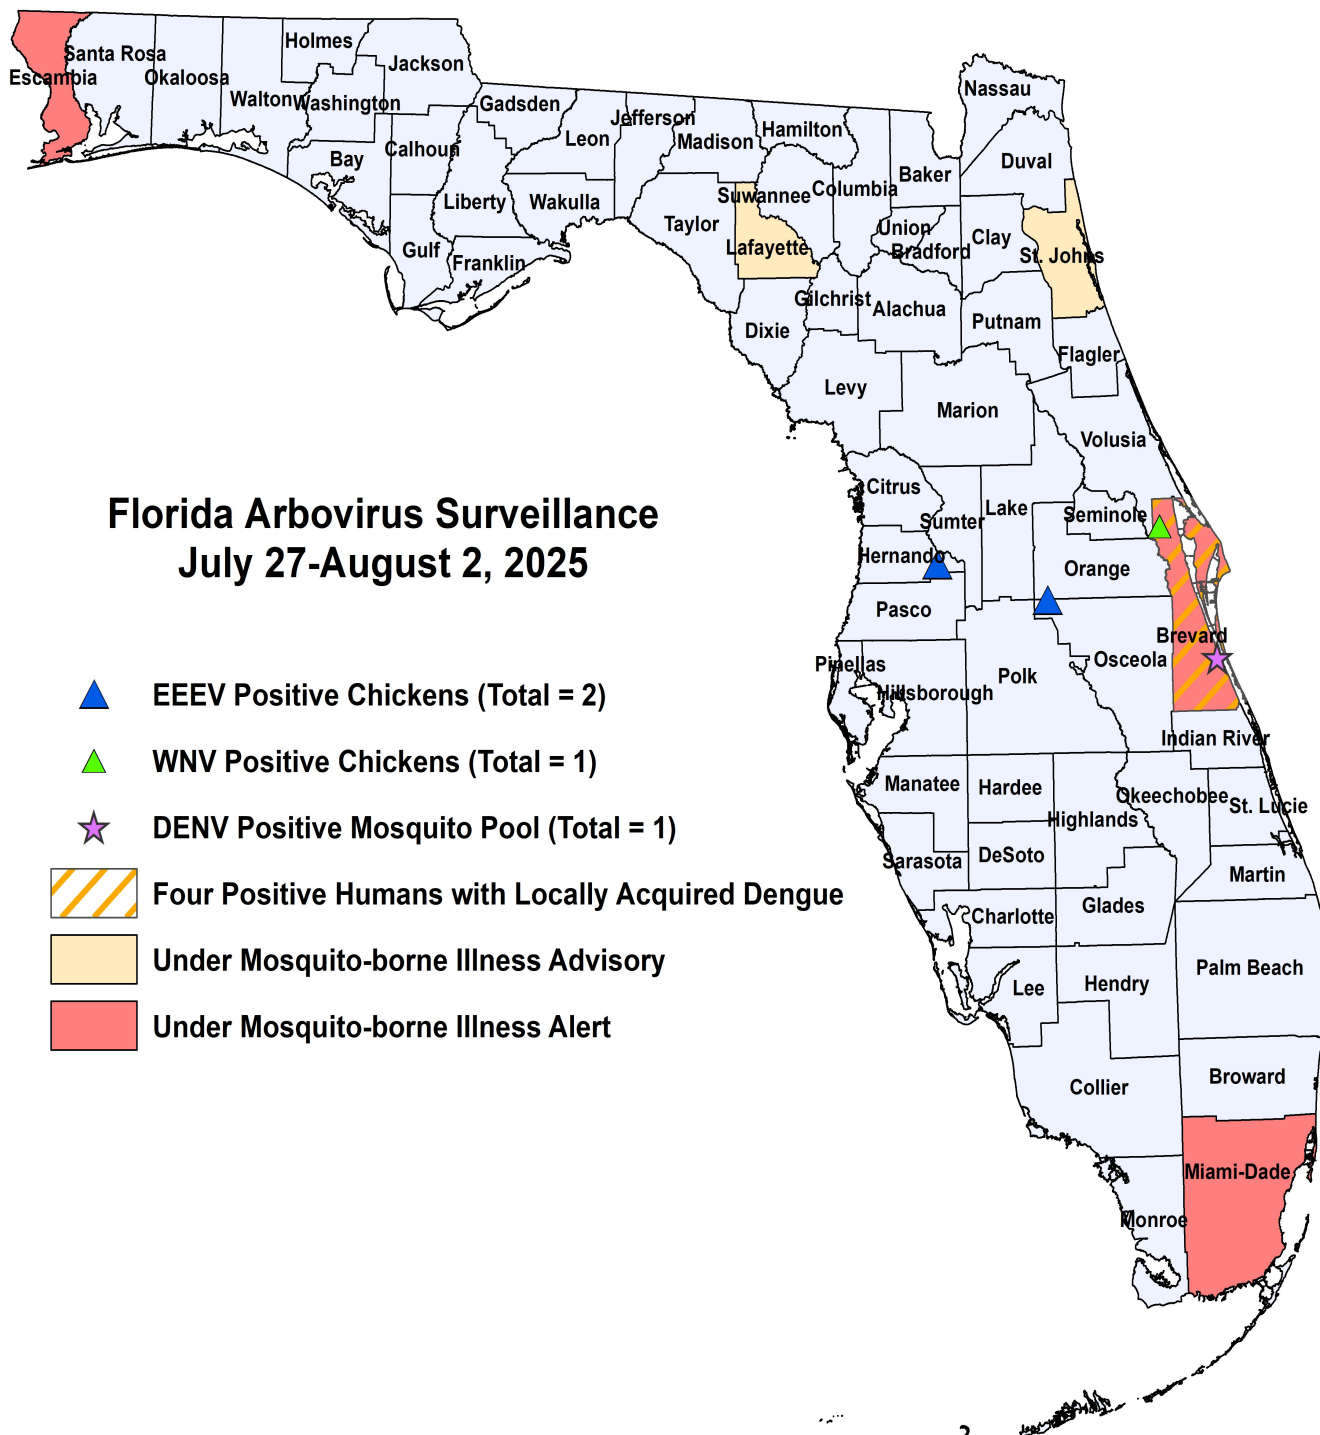 Holmes
Jackson
Santa Rosa
Escambia
Okaloosa
Walton
Washington
Gadsden
Nassau
Jefferson
Leon
Madison
Hamilton
Calhoun
Bay
Duval
Baker
Columbia
Suwannee
Liberty
Wakulla
Taylor
Union
Clay
Lafayette
Bradford
St. Johns
Gulf
Franklin
Gilchrist
Alachua
Putnam
Dixie
Flagler
Levy
Marion
Volusia
Citrus
Florida Arbovirus Surveillance
July 27-August 2, 2025
Lake
Seminole
Sumter
Hernando
Orange
Pasco
Brevard
Pinellas
Osceola
Polk
Hillsborough
EEEV Positive Chickens (Total = 2)
Indian River
WNV Positive Chickens (Total = 1)
Manatee
Hardee
Okeechobee
St. Lucie
Highlands
DENV Positive Mosquito Pool (Total = 1)
DeSoto
Sarasota
Martin
Four Positive Humans with Locally Acquired Dengue
Glades
Charlotte
Under Mosquito-borne Illness Advisory
Palm Beach
Hendry
Lee
Under Mosquito-borne Illness Alert
Broward
Collier
Miami-Dade
Monroe